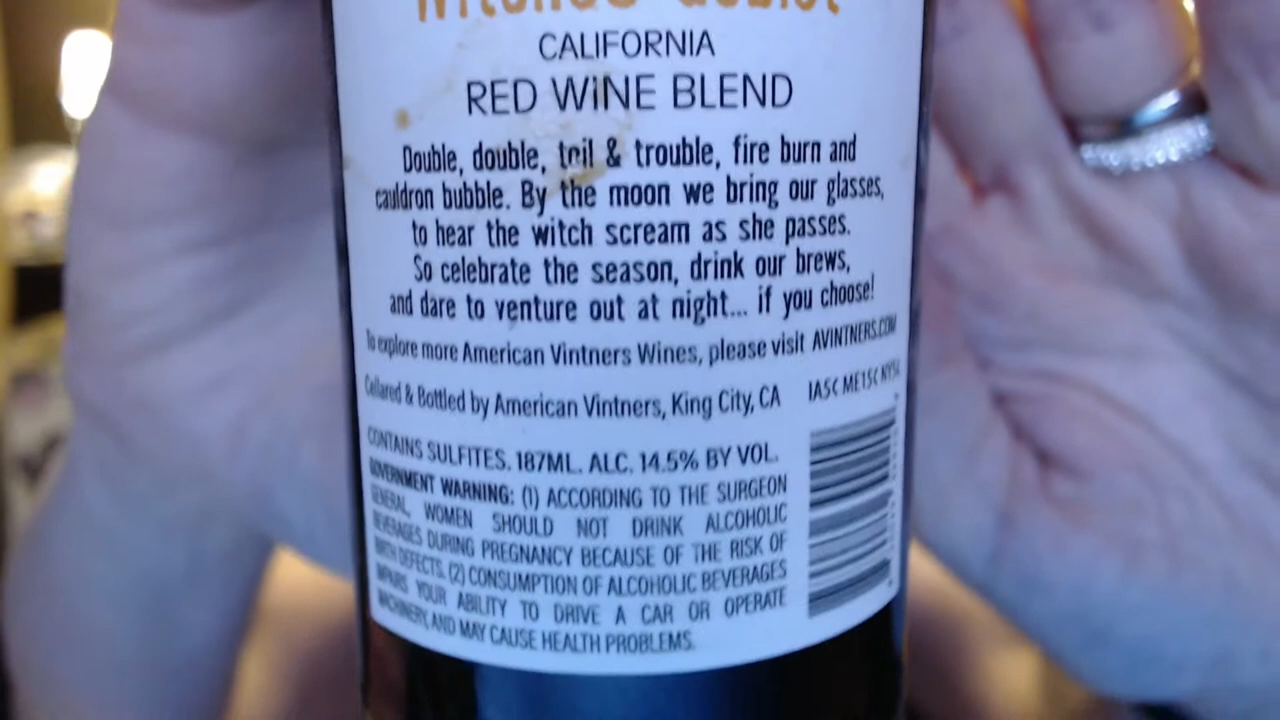 CALIFORNIA
RED WINE BLEND
Double, double, toil & trouble, fire burn and
cauldron bubble. By the moon we bring our glasses,
to hear the witch scream as she passes.
So celebrate the season, drink our brews,
and dare to venture out at night... if you choose!
To explore more American Vintners Wines, please visit AVINTNERS.COM
Cellared & Bottled by American Vintners, King City, CA IA5¢ ME15¢ NY5¢
CONTAINS SULFITES. 187ML. ALC. 14.5% BY VOL.
GOVERNMENT WARNING: (1) ACCORDING TO THE SURGEON
GENERAL, WOMEN SHOULD NOT DRINK ALCOHOLIC
BEVERAGES DURING PREGNANCY BECAUSE OF THE RISK OF
BIRTH DEFECTS. (2) CONSUMPTION OF ALCOHOLIC BEVERAGES
IMPAIRS YOUR ABILITY TO DRIVE A CAR OR OPERATE
MACHINERY, AND MAY CAUSE HEALTH PROBLEMS.